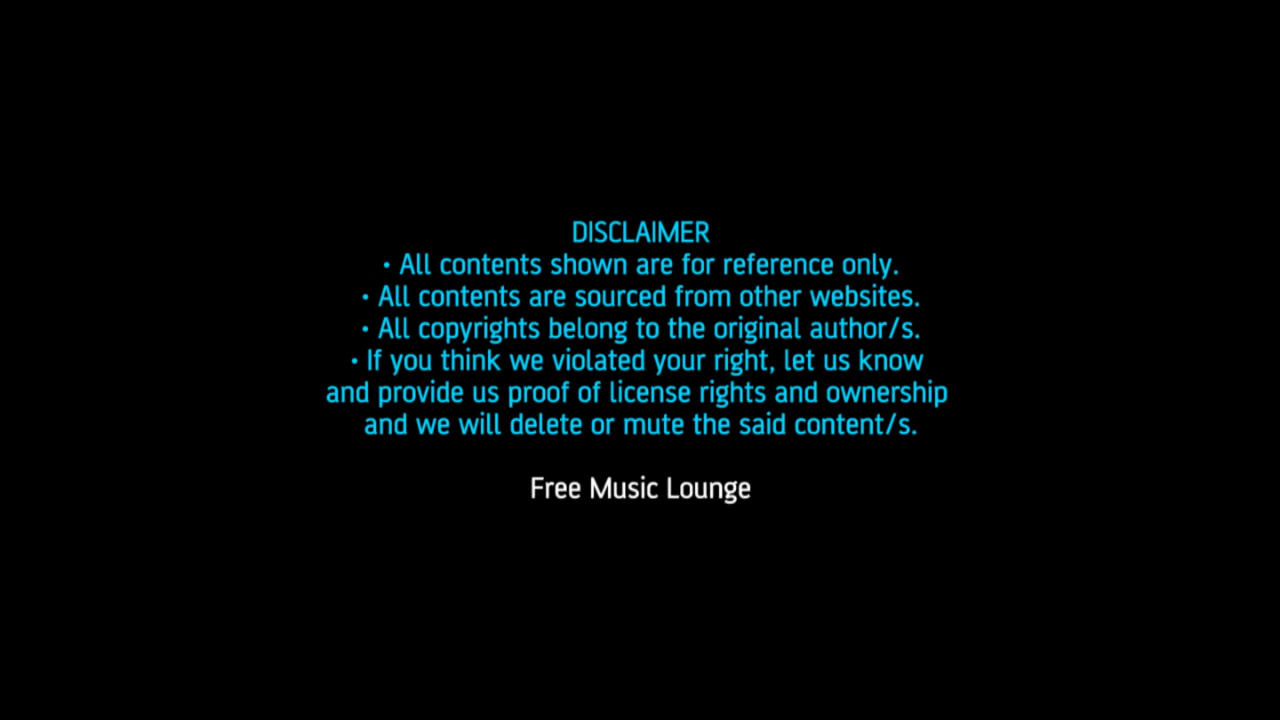 DISCLAIMER
• All contents shown are for reference only.
• All contents are sourced from other websites.
• All copyrights belong to the original author/s.
• If you think we violated your right, let us know
and provide us proof of license rights and ownership
and we will delete or mute the said content/s.
Free Music Lounge